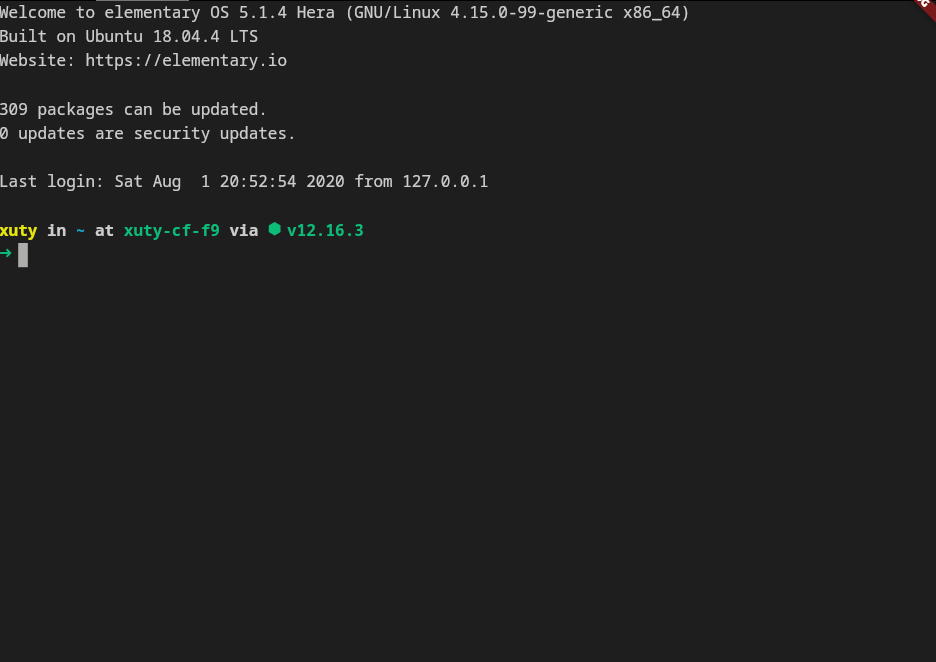 Welcome to elementary OS 5.1.4 Hera (GNU/Linux 4.15.0-99-generic x86_64)
Built on Ubuntu 18.04.4 LTS
Website: https://elementary.io
309 packages can be updated.
0 updates are security updates.
Last login: Sat Aug  1 20:52:54 2020 from 127.0.0.1
xuty in ~ at xuty-cf-f9 via ⬢ v12.16.3
→